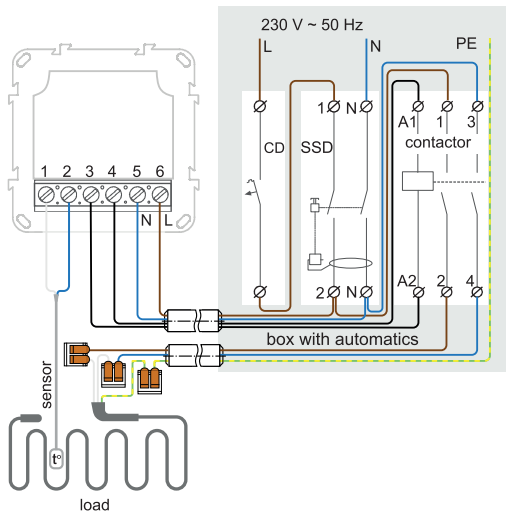 230 V ~ 50 Hz
L N PE
1 N A1 1 3
CD SSD contactor
1 2 3 4 5 6
N L
2 N A2 2 4
box with automatics
sensor
t°
load